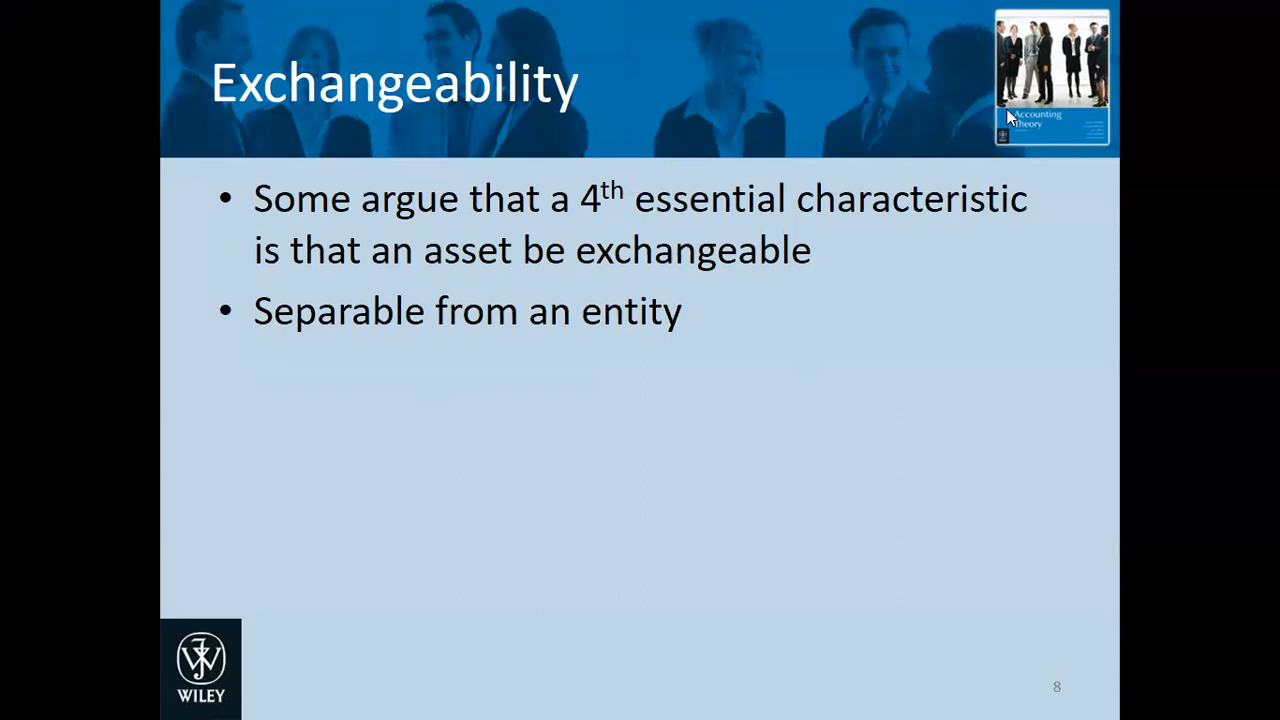 Exchangeability
Accounting
Theory
• Some argue that a 4th essential characteristic
is that an asset be exchangeable
• Separable from an entity
WILEY
8